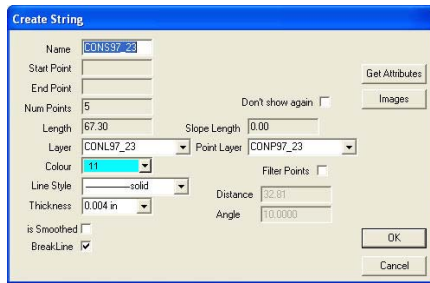 Create String
Name CONS97_23
Start Point
End Point
Get Attributes
Num Points 5
Don't show again
Images
Length 67.30
Slope Length 0.00
Layer CONL97_23
Point Layer CONP97_23
Colour 11
Filter Points
Line Style solid
Distance 32.81
Thickness 0.004 in
Angle 10.0000
is Smoothed
OK
BreakLine
Cancel